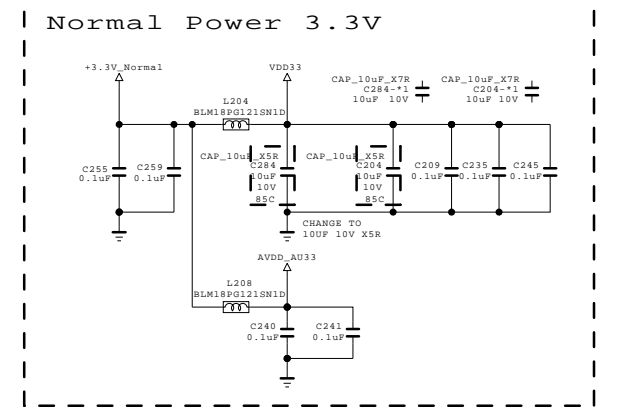 Normal Power 3.3V
+3.3V_Normal
VDD33
CAP_10uF_X7R
C284-*1
10uF 10V
CAP_10uF_X7R
C204-*1
10uF 10V
L204
BLM18PG121SN1D
C255
0.1uF
C259
0.1uF
CAP_10uF_X5R
C284
10uF
10V
85C
CAP_10uF_X5R
C204
10uF
10V
85C
C209
0.1uF
C235
0.1uF
C245
0.1uF
CHANGE TO
10UF 10V X5R
AVDD_AU33
L208
BLM18PG121SN1D
C240
0.1uF
C241
0.1uF